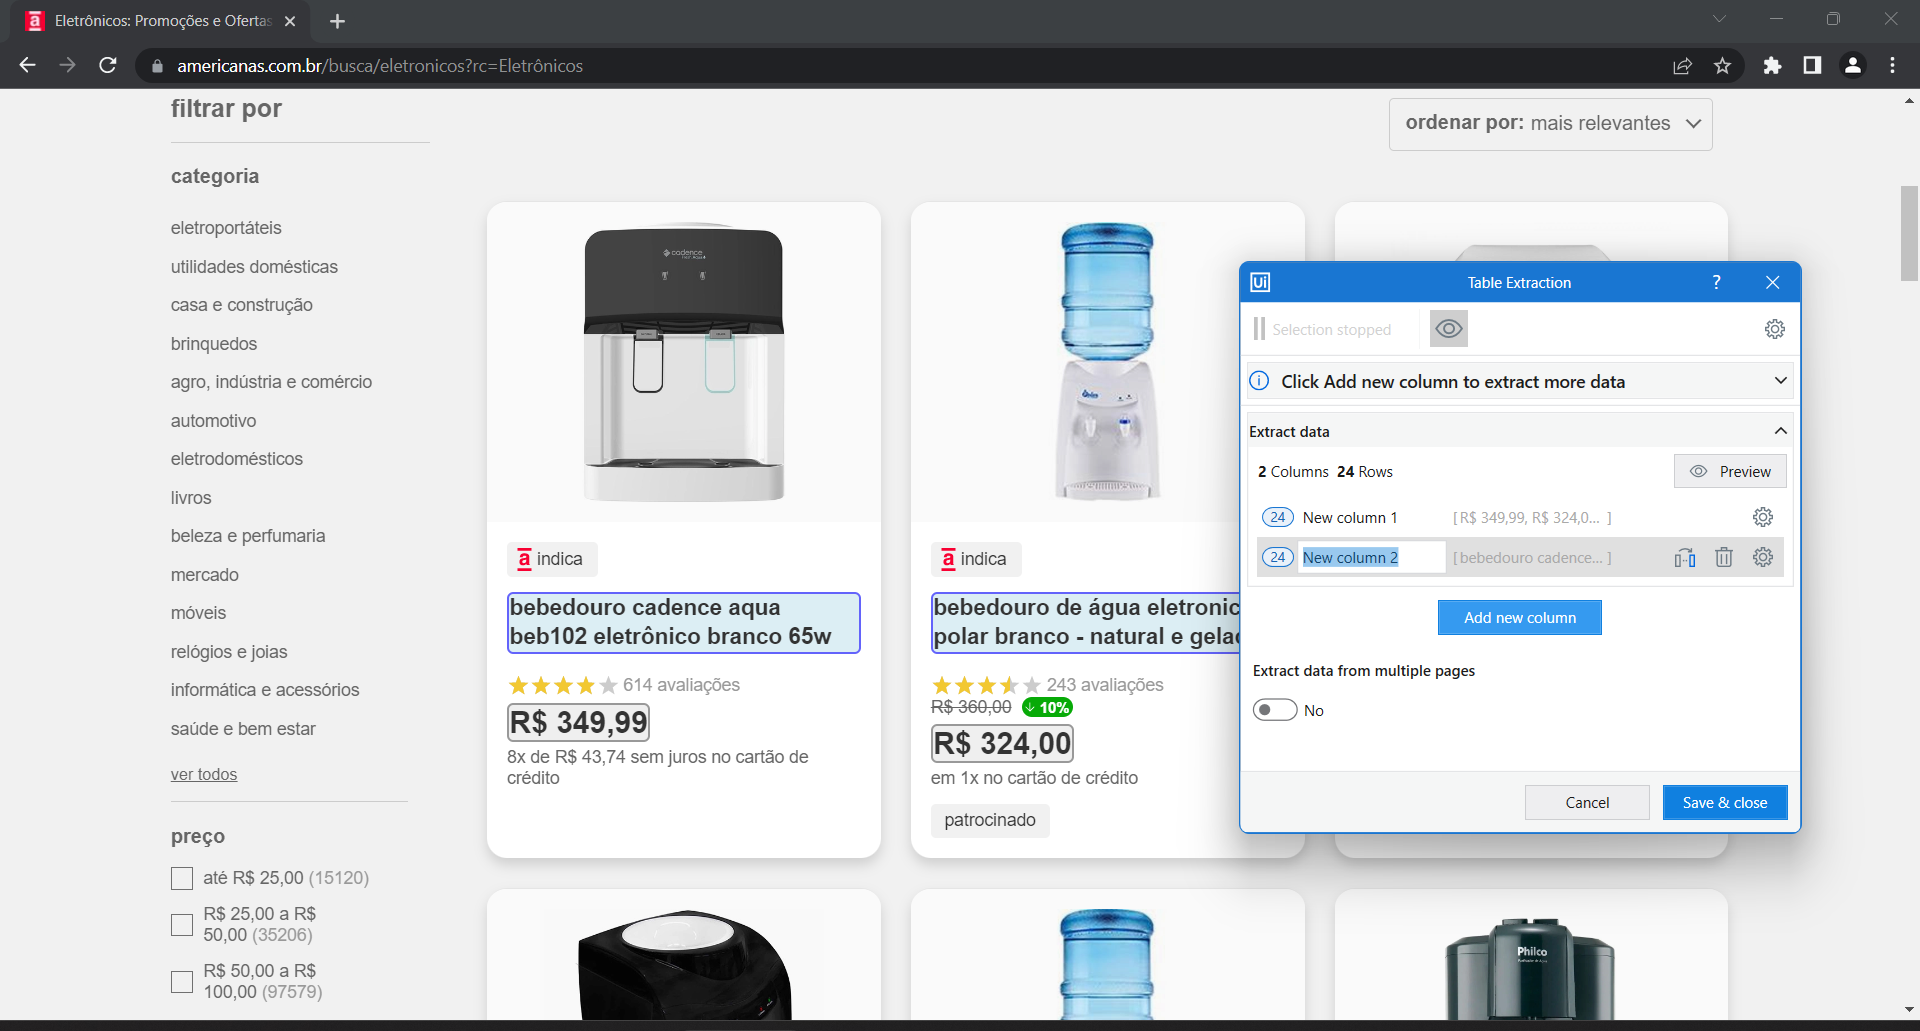 Eletrônicos: Promoções e Ofertas
americanas.com.br/busca/eletronicos?rc=Eletrônicos
filtrar por
ordenar por: mais relevantes
categoria
eletroportáteis
utilidades domésticas
casa e construção
brinquedos
agro, indústria e comércio
automotivo
eletrodomésticos
livros
beleza e perfumaria
mercado
móveis
relógios e joias
informática e acessórios
saúde e bem estar
ver todos
preço
até R$ 25,00 (15120)
R$ 25,00 a R$
50,00 (35206)
R$ 50,00 a R$
100,00 (97579)
cadence
a indica
bebedouro cadence aqua
beb102 eletrônico branco 65w
614 avaliações
R$ 349,99
8x de R$ 43,74 sem juros no cartão de
crédito
a indica
bebedouro de água eletronic
polar branco - natural e gelad
243 avaliações
R$ 360,00 10%
R$ 324,00
em 1x no cartão de crédito
patrocinado
Philco
Ui Table Extraction ?
Selection stopped
Click Add new column to extract more data
Extract data
2 Columns 24 Rows
Preview
24 New column 1 [ R$ 349,99, R$ 324,0... ]
24 New column 2 [ bebedouro cadence... ]
Add new column
Extract data from multiple pages
No
Cancel
Save & close